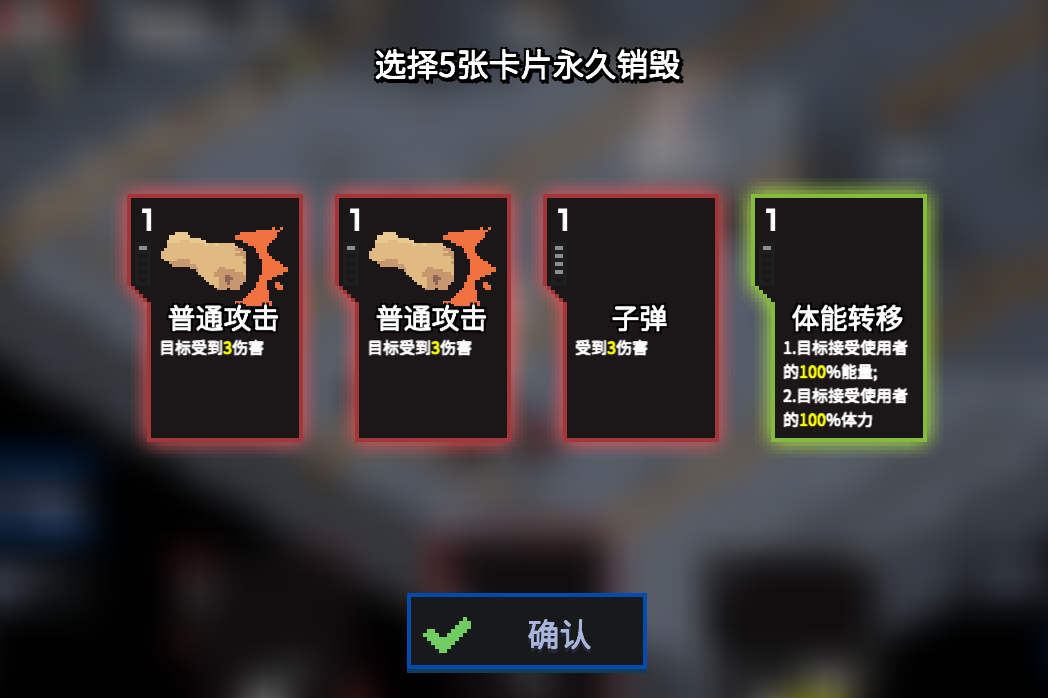 选择5张卡片永久销毁
1
普通攻击
目标受到3伤害
1
普通攻击
目标受到3伤害
1
子弹
受到3伤害
1
体能转移
1.目标接受使用者
的100%能量;
2.目标接受使用者
的100%体力
确认